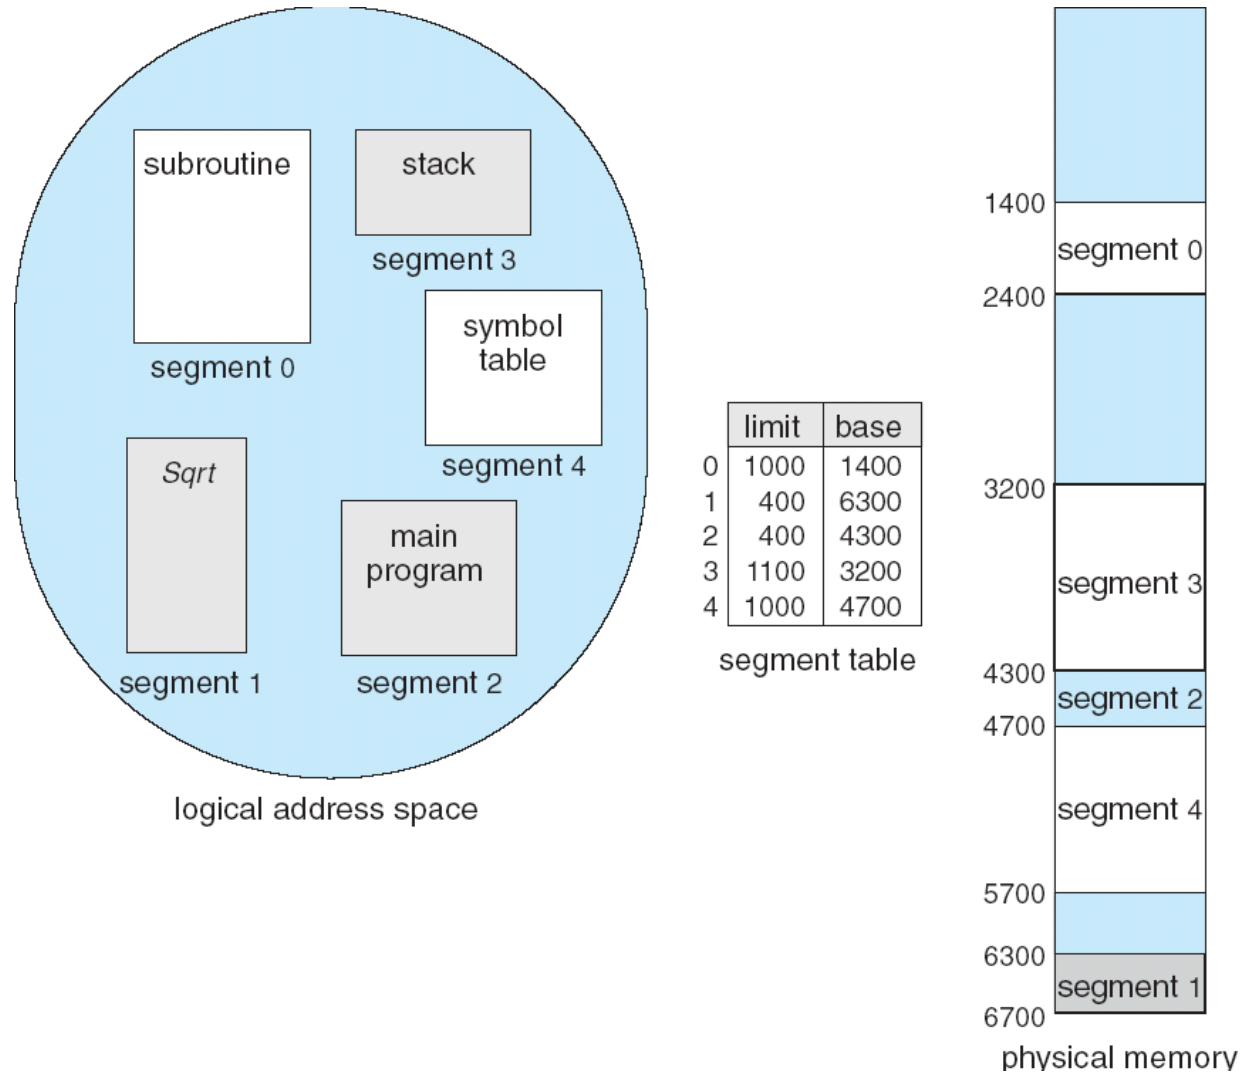 subroutine
segment 0
stack
segment 3
symbol
table
segment 4
Sqrt
segment 1
main
program
segment 2
logical address space
limit base
0 1000 1400
1 400 6300
2 400 4300
3 1100 3200
4 1000 4700
segment table
1400
segment 0
2400
3200
segment 3
4300
segment 2
4700
segment 4
5700
6300
segment 1
6700
physical memory